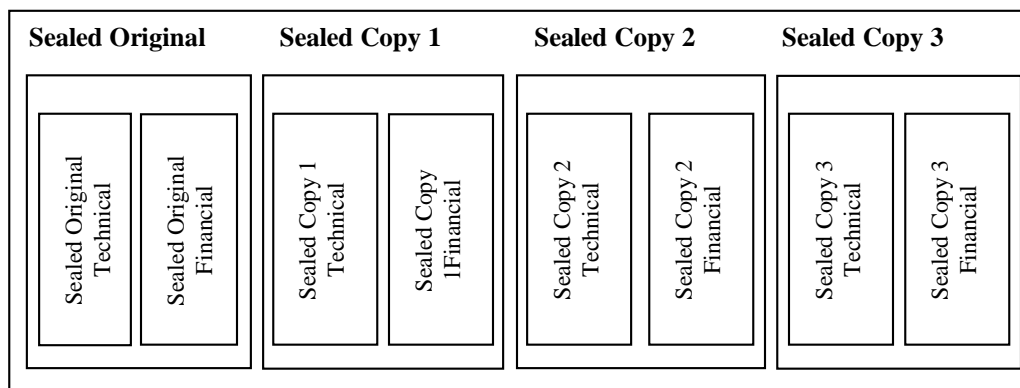 Sealed Original
Sealed Copy 1
Sealed Copy 2
Sealed Copy 3
Sealed Original
Technical
Sealed Original
Financial
Sealed Copy 1
Technical
Sealed Copy
1Financial
Sealed Copy 2
Technical
Sealed Copy 2
Financial
Sealed Copy 3
Technical
Sealed Copy 3
Financial